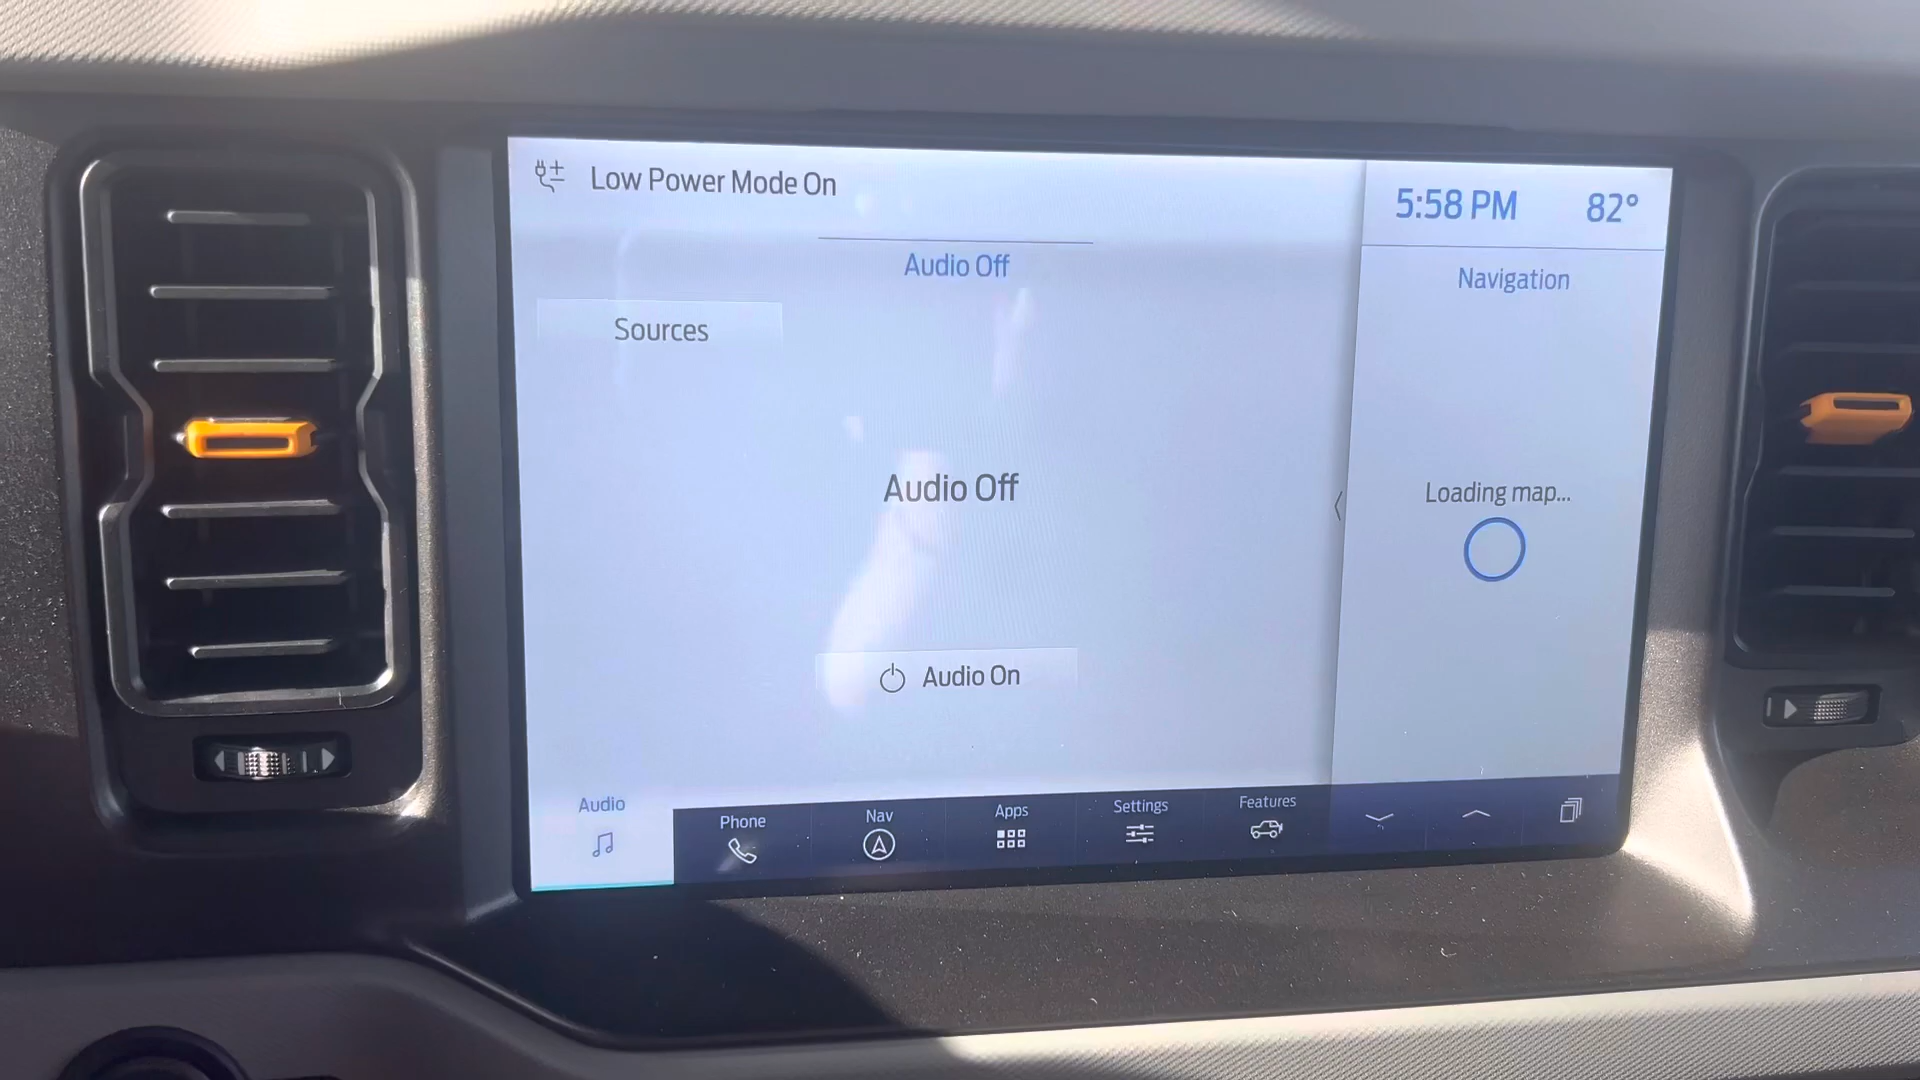 Low Power Mode On
5:58 PM 82°
Audio Off
Navigation
Sources
Audio Off
Loading map...
Audio On
Audio
Phone
Nav
Apps
Settings
Features